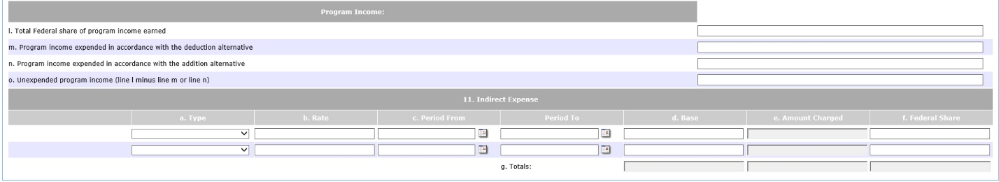 Program Income:
l. Total Federal share of program income earned
m. Program income expended in accordance with the deduction alternative
n. Program income expended in accordance with the addition alternative
o. Unexpended program income (line l minus line m or line n)
11. Indirect Expense
a. Type b. Rate c. Period From Period To d. Base e. Amount Charged f. Federal Share
g. Totals: